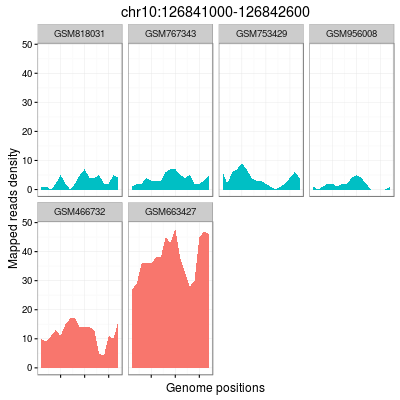 chr10:126841000-126842600
GSM818031 GSM767343 GSM753429 GSM956008
50
40
30
20
10
0
Mapped reads density
GSM466732 GSM663427
50
40
30
20
10
0
Genome positions